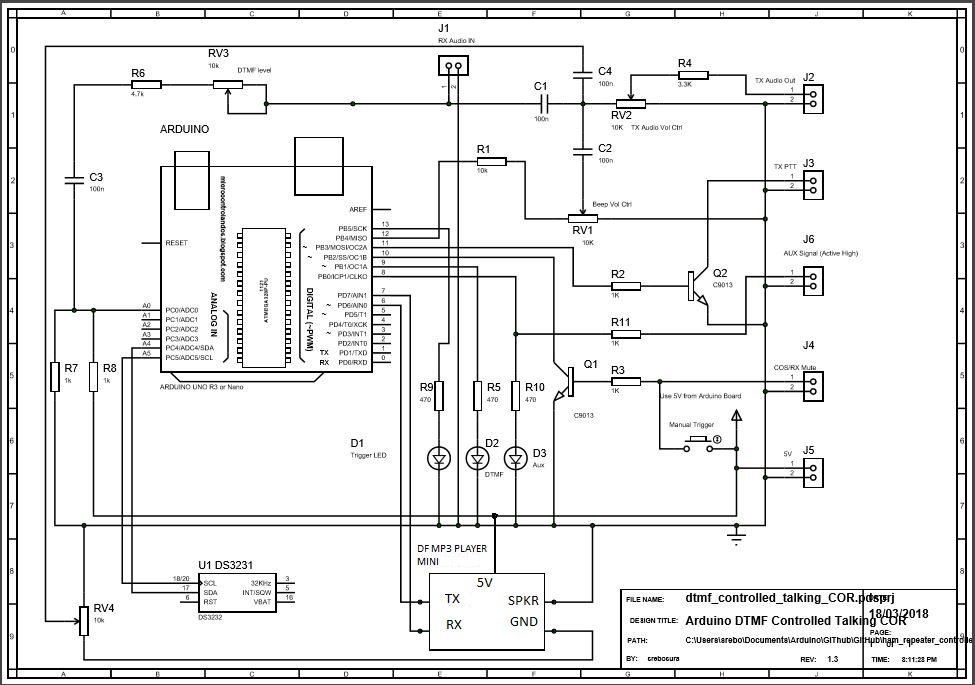 A B C D E F G H J K
0 0
J1
RX Audio IN
RV3
10k
DTMF level
R6
4.7k
1 2
C4
100n
R4
3.3K
TX Audio Out
J2
1
2
C1
100n
RV2
10K TX Audio Vol Ctrl
1 1
ARDUINO
C2
100n
R1
10k
TX PTT
J3
1
2
C3
100n
2 2
microcontrolandos.blogspot.com
AREF
Beep Vol Ctrl
RV1
10K
RESET
PB5/SCK 13
PB4/MISO 12
~ PB3/MOSI/OC2A 11
~ PB2/SS/OC1B 10
~ PB1/OC1A 9
PB0/ICP1/CLKO 8
3 3
J6
AUX Signal (Active High)
1
2
R2
1K
Q2
C9013
1121
ATMEGA328P-PU
DIGITAL (~PWM)
ANALOG IN
PD7/AIN1 7
~ PD6/AIN0 6
~ PD5/T1 5
PD4/T0/XCK 4
~ PD3/INT1 3
PD2/INT0 2
TX PD1/TXD 1
RX PD0/RXD 0
A0 PC0/ADC0
A1 PC1/ADC1
A2 PC2/ADC2
A3 PC3/ADC3
A4 PC4/ADC4/SDA
A5 PC5/ADC5/SCL
4 4
R11
1K
J4
COS/RX Mute
1
2
R7
1k
R8
1k
ARDUINO UNO R3 or Nano
R9
470
R5
470
R10
470
Q1
C9013
R3
1K
5 5
Use 5V from Arduino Board
Manual Trigger
D1
Trigger LED
D2
DTMF
D3
Aux
6 6
J5
5V
1
2
7 7
DF MP3 PLAYER
MINI
5V
TX
RX
SPKR
GND
U1 DS3231
18/20 SCL
17 SDA
6 RST
32KHz 3
INT/SQW 5
VBAT 16
DS3232
8 8
RV4
10k
9 9
FILE NAME: dtmf_controlled_talking_COR.pdsprj
18/03/2018
DESIGN TITLE: Arduino DTMF Controlled Talking COR
PAGE:
PATH: C:\Users\srebo\Documents\Arduino\GIThub\GitHub\ham_repeater_controlle
BY: srebosura REV: 1.3 TIME: 8:11:28 PM
A B C D E F G H J K